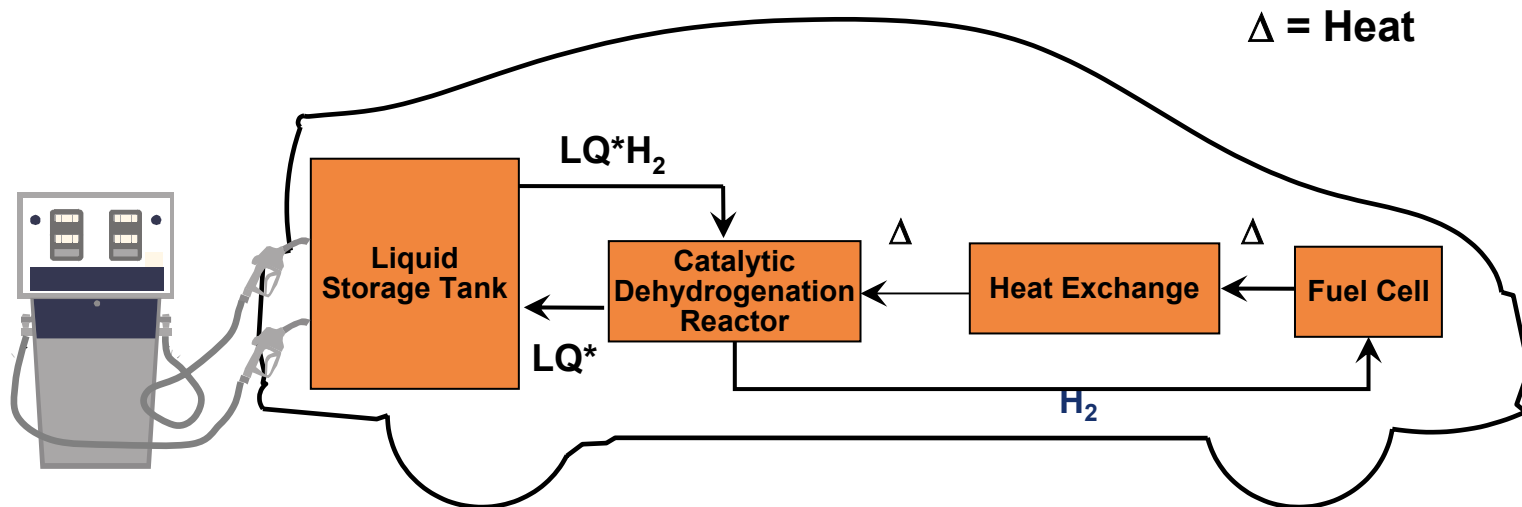 Δ = Heat
LQ*H₂
Liquid
Storage Tank
Catalytic
Dehydrogenation
Reactor
Δ
Heat Exchange
Δ
Fuel Cell
LQ*
H₂